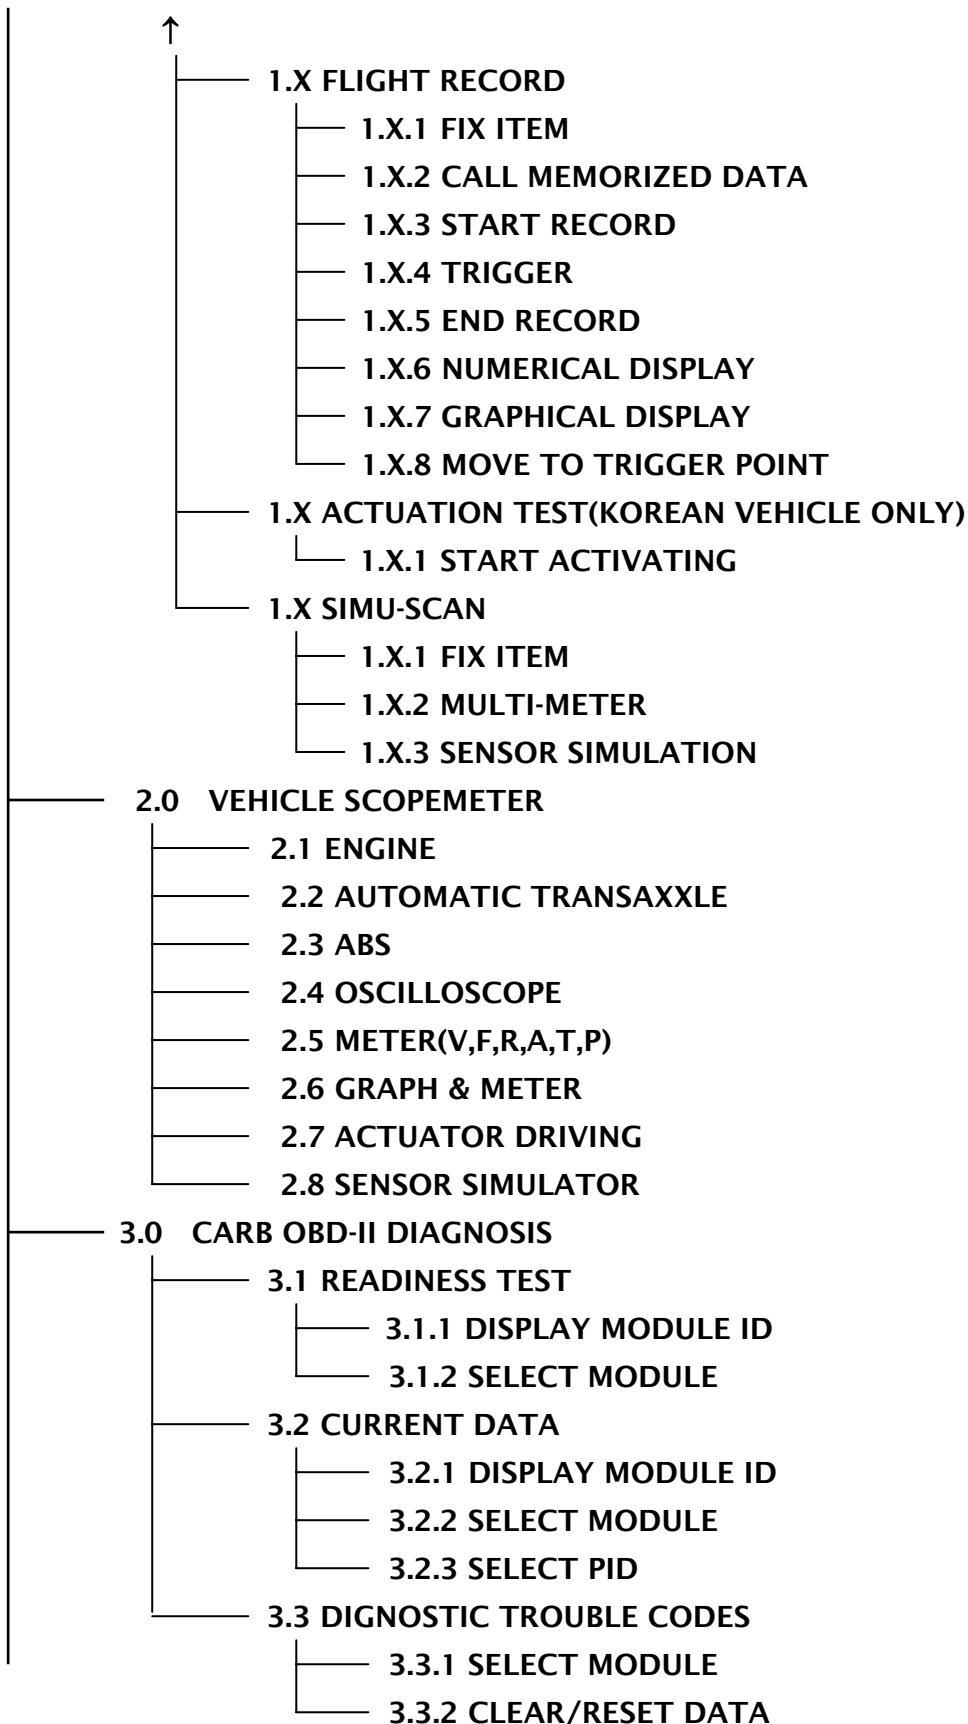 1.X FLIGHT RECORD
1.X.1 FIX ITEM
1.X.2 CALL MEMORIZED DATA
1.X.3 START RECORD
1.X.4 TRIGGER
1.X.5 END RECORD
1.X.6 NUMERICAL DISPLAY
1.X.7 GRAPHICAL DISPLAY
1.X.8 MOVE TO TRIGGER POINT
1.X ACTUATION TEST(KOREAN VEHICLE ONLY)
1.X.1 START ACTIVATING
1.X SIMU-SCAN
1.X.1 FIX ITEM
1.X.2 MULTI-METER
1.X.3 SENSOR SIMULATION
2.0 VEHICLE SCOPEMETER
2.1 ENGINE
2.2 AUTOMATIC TRANSAXXLE
2.3 ABS
2.4 OSCILLOSCOPE
2.5 METER(V,F,R,A,T,P)
2.6 GRAPH & METER
2.7 ACTUATOR DRIVING
2.8 SENSOR SIMULATOR
3.0 CARB OBD-II DIAGNOSIS
3.1 READINESS TEST
3.1.1 DISPLAY MODULE ID
3.1.2 SELECT MODULE
3.2 CURRENT DATA
3.2.1 DISPLAY MODULE ID
3.2.2 SELECT MODULE
3.2.3 SELECT PID
3.3 DIGNOSTIC TROUBLE CODES
3.3.1 SELECT MODULE
3.3.2 CLEAR/RESET DATA